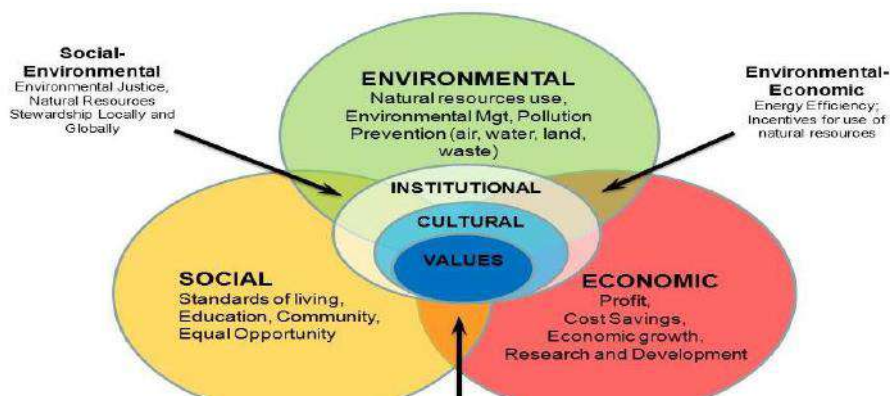 Social-
Environmental
Environmental Justice,
Natural Resources
Stewardship Locally and
Globally
ENVIRONMENTAL
Natural resources use,
Environmental Mgt, Pollution
Prevention (air, water, land,
waste)
Environmental-
Economic
Energy Efficiency;
Incentives for use of
natural resources
INSTITUTIONAL
CULTURAL
VALUES
SOCIAL
Standards of living,
Education, Community,
Equal Opportunity
ECONOMIC
Profit,
Cost Savings,
Economic growth,
Research and Development